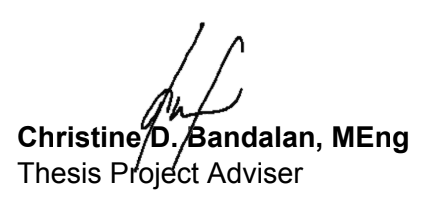 Christine D. Bandalan, MEng
Thesis Project Adviser